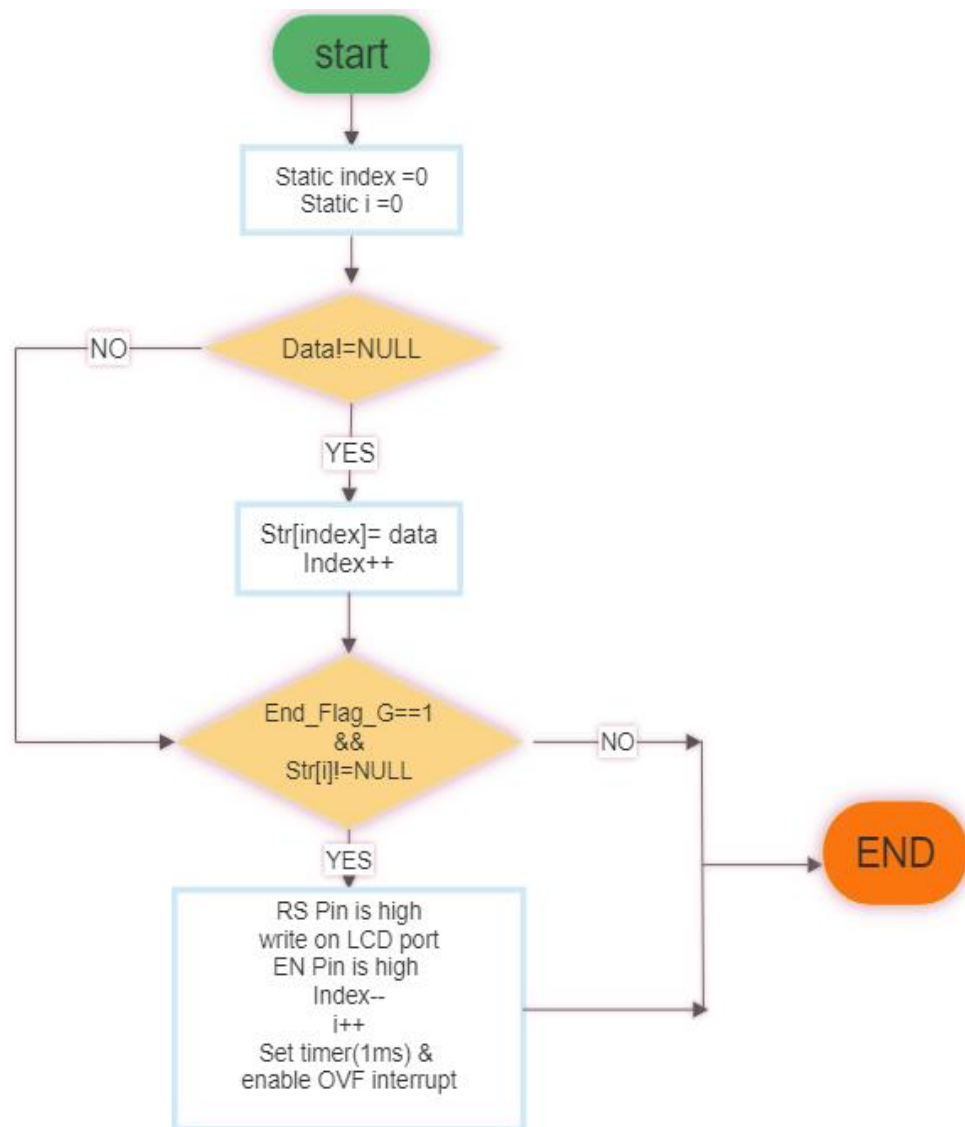 start
Static index =0
Static i =0
Data!=NULL
NO
YES
Str[index]= data
Index++
End_Flag_G==1
&&
Str[i]!=NULL
NO
YES
END
RS Pin is high
write on LCD port
EN Pin is high
Index--
i++
Set timer(1ms) &
enable OVF interrupt